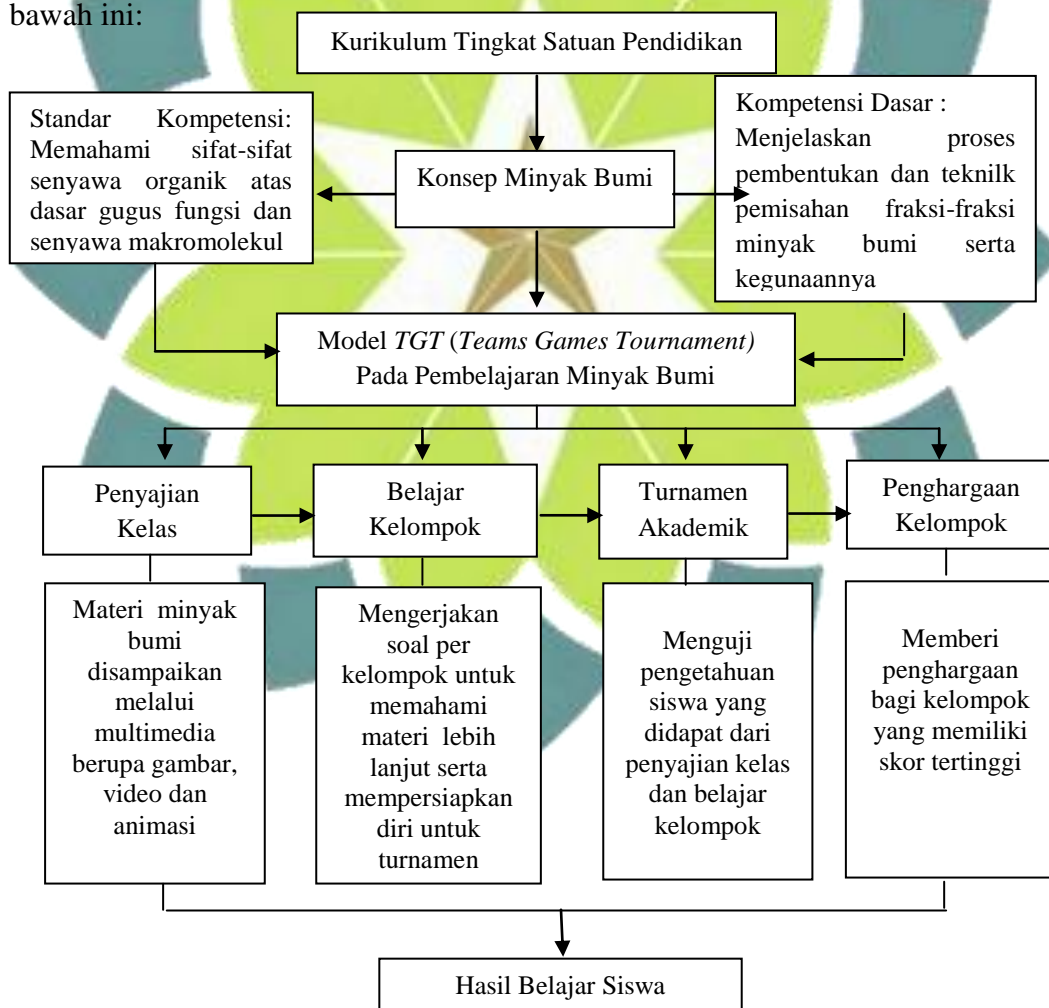 bawah ini:
Kurikulum Tingkat Satuan Pendidikan
Standar Kompetensi:
Memahami sifat-sifat
senyawa organik atas
dasar gugus fungsi dan
senyawa makromolekul
Konsep Minyak Bumi
Kompetensi Dasar :
Menjelaskan proses
pembentukan dan teknilk
pemisahan fraksi-fraksi
minyak bumi serta
kegunaannya
Model TGT (Teams Games Tournament)
Pada Pembelajaran Minyak Bumi
Penyajian
Kelas
Belajar
Kelompok
Turnamen
Akademik
Penghargaan
Kelompok
Materi minyak
bumi
disampaikan
melalui
multimedia
berupa gambar,
video dan
animasi
Mengerjakan
soal per
kelompok untuk
memahami
materi lebih
lanjut serta
mempersiapkan
diri untuk
turnamen
Menguji
pengetahuan
siswa yang
didapat dari
penyajian kelas
dan belajar
kelompok
Memberi
penghargaan
bagi kelompok
yang memiliki
skor tertinggi
Hasil Belajar Siswa